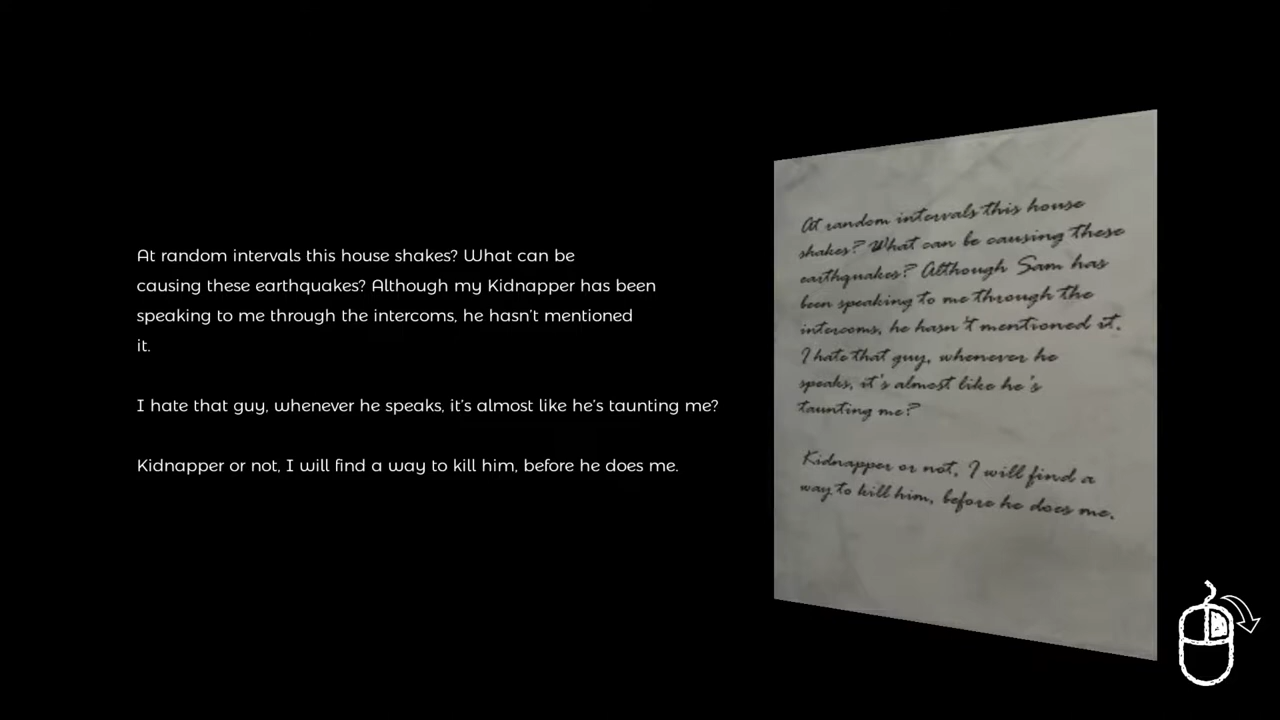 At random intervals this house shakes? What can be
causing these earthquakes? Although my Kidnapper has been
speaking to me through the intercoms, he hasn't mentioned
it.
I hate that guy, whenever he speaks, it's almost like he's taunting me?
Kidnapper or not, I will find a way to kill him, before he does me.
At random intervals this house
shakes? What can be causing these
earthquakes? Although Sam has
been speaking to me through the
intercoms, he hasn't mentioned it.
I hate that guy, whenever he
speaks, it's almost like he's
taunting me?
Kidnapper or not, I will find a
way to kill him, before he does me.